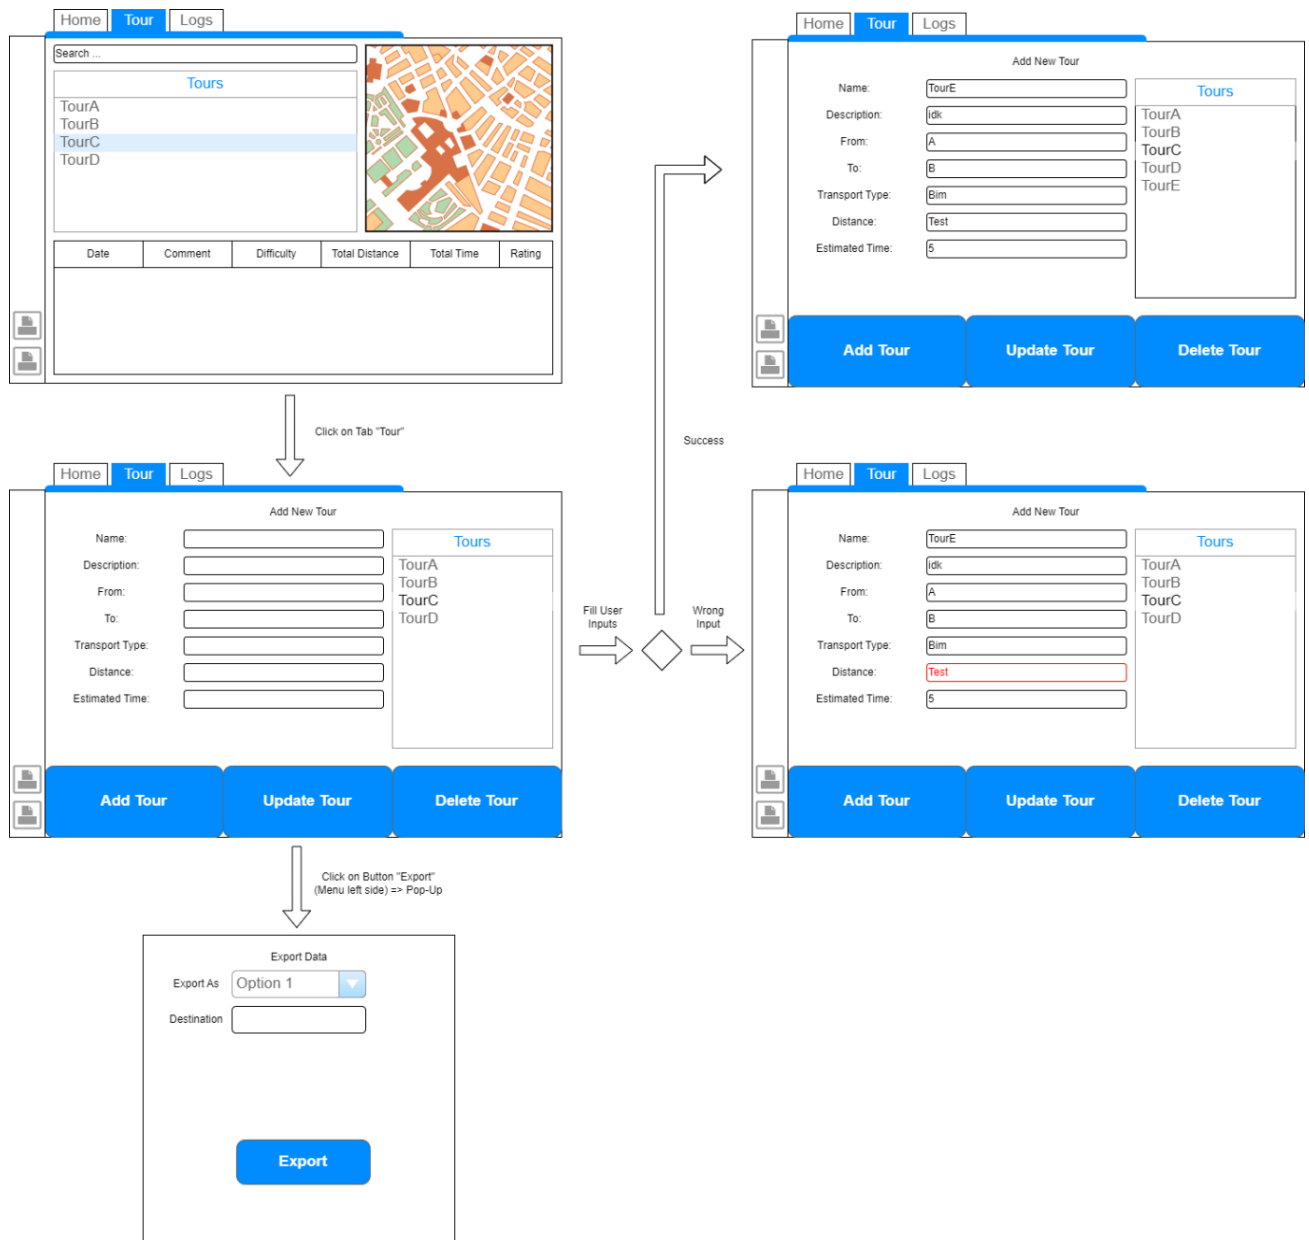 Home Tour Logs
Search ...
Tours
TourA
TourB
TourC
TourD
Date Comment Difficulty Total Distance Total Time Rating
Click on Tab "Tour"
Home Tour Logs
Add New Tour
Name:
Description:
From:
To:
Transport Type:
Distance:
Estimated Time:
Tours
TourA
TourB
TourC
TourD
Add Tour Update Tour Delete Tour
Fill User
Inputs
Success
Wrong
Input
Home Tour Logs
Add New Tour
Name: TourE
Description: idk
From: A
To: B
Transport Type: Bim
Distance: Test
Estimated Time: 5
Tours
TourA
TourB
TourC
TourD
TourE
Add Tour Update Tour Delete Tour
Home Tour Logs
Add New Tour
Name: TourE
Description: idk
From: A
To: B
Transport Type: Bim
Distance: Test
Estimated Time: 5
Tours
TourA
TourB
TourC
TourD
Add Tour Update Tour Delete Tour
Click on Button "Export"
(Menu left side) => Pop-Up
Export Data
Export As Option 1
Destination
Export